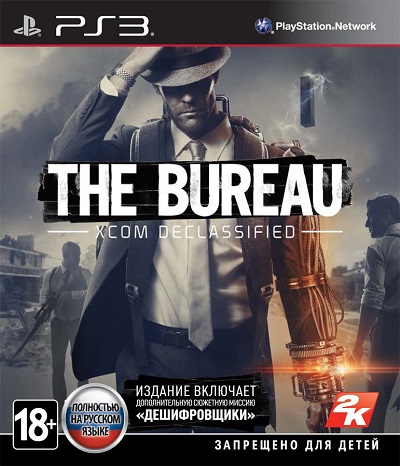 PS3
PlayStation®Network
THE BUREAU
XCOM DECLASSIFIED
ИЗДАНИЕ ВКЛЮЧАЕТ
ДОПОЛНИТЕЛЬНУЮ СЮЖЕТНУЮ МИССИЮ
«ДЕШИФРОВЩИКИ»
18+
ПОЛНОСТЬЮ
НА РУССКОМ
ЯЗЫКЕ
2K
ЗАПРЕЩЕНО ДЛЯ ДЕТЕЙ